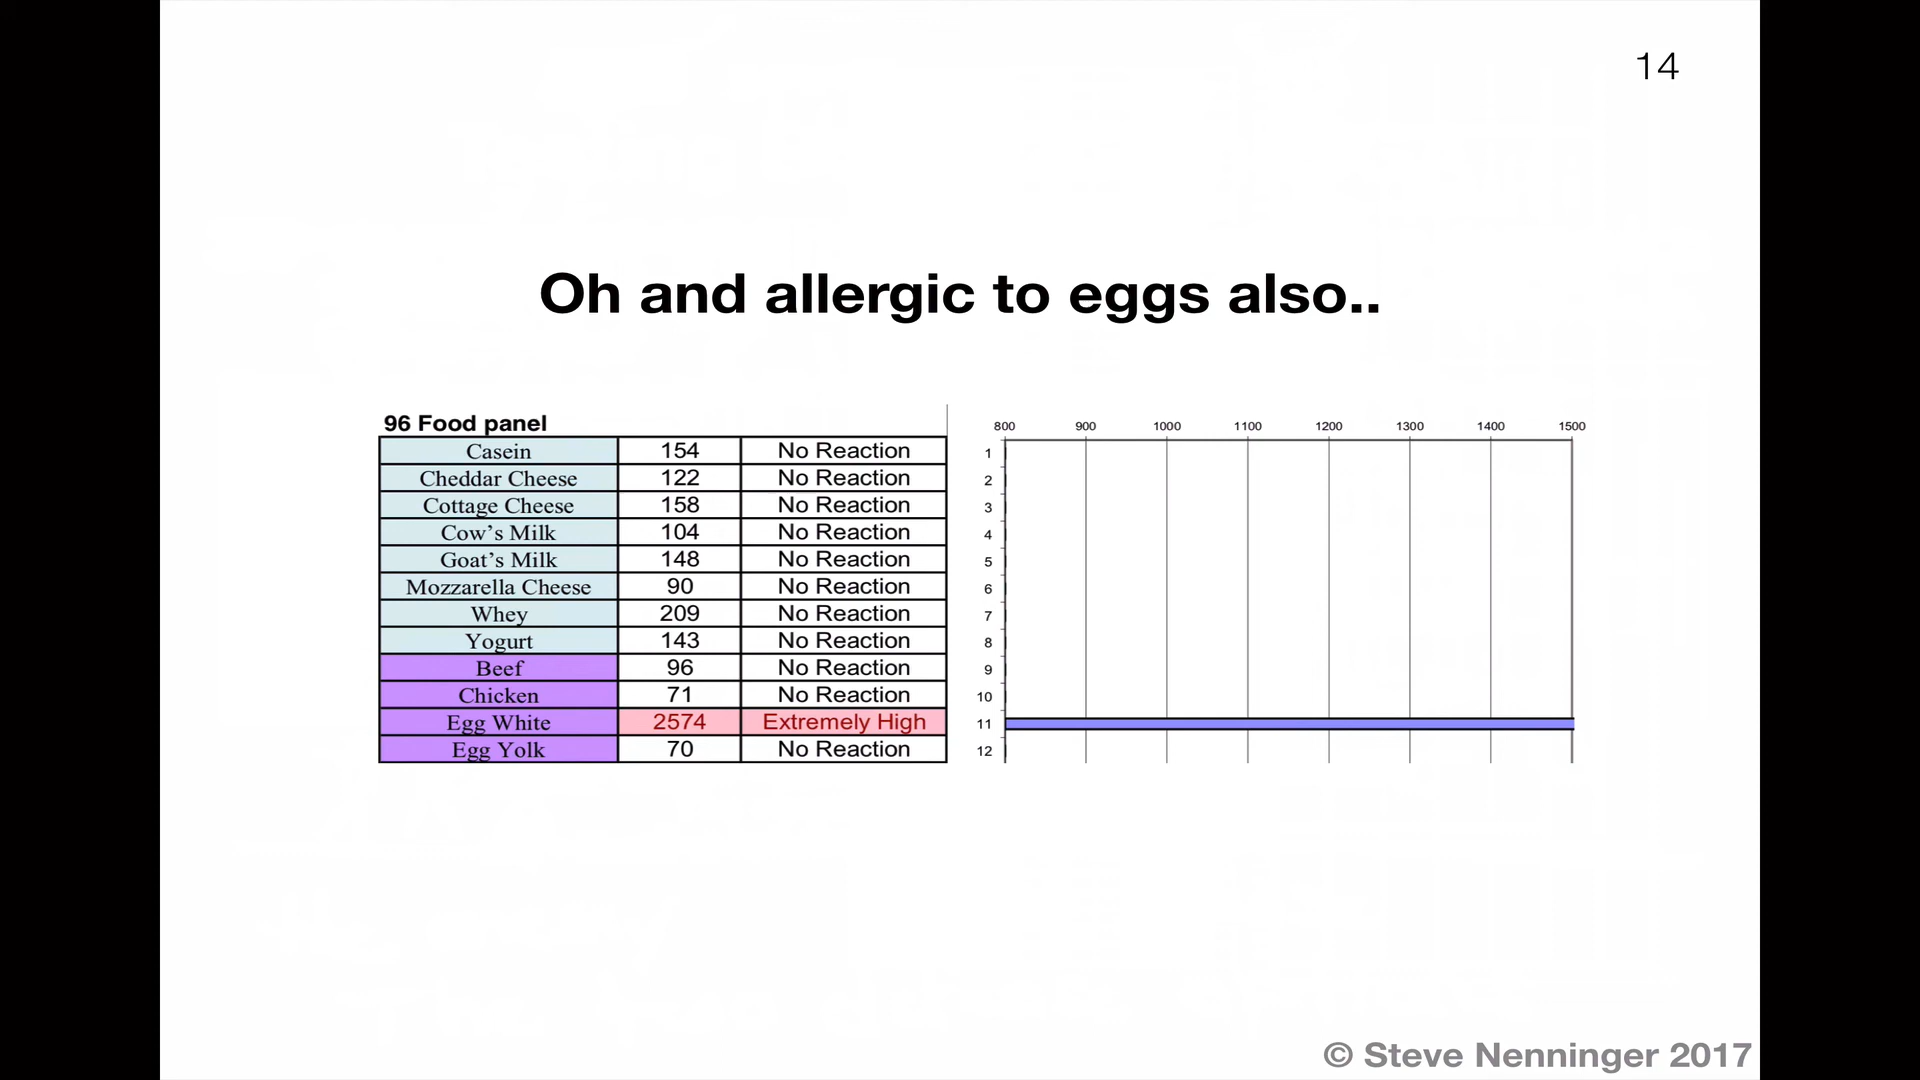 14
Oh and allergic to eggs also..
96 Food panel
Casein 154 No Reaction
Cheddar Cheese 122 No Reaction
Cottage Cheese 158 No Reaction
Cow’s Milk 104 No Reaction
Goat’s Milk 148 No Reaction
Mozzarella Cheese 90 No Reaction
Whey 209 No Reaction
Yogurt 143 No Reaction
Beef 96 No Reaction
Chicken 71 No Reaction
Egg White 2574 Extremely High
Egg Yolk 70 No Reaction
800 900 1000 1100 1200 1300 1400 1500
1
2
3
4
5
6
7
8
9
10
11
12
© Steve Nenninger 2017